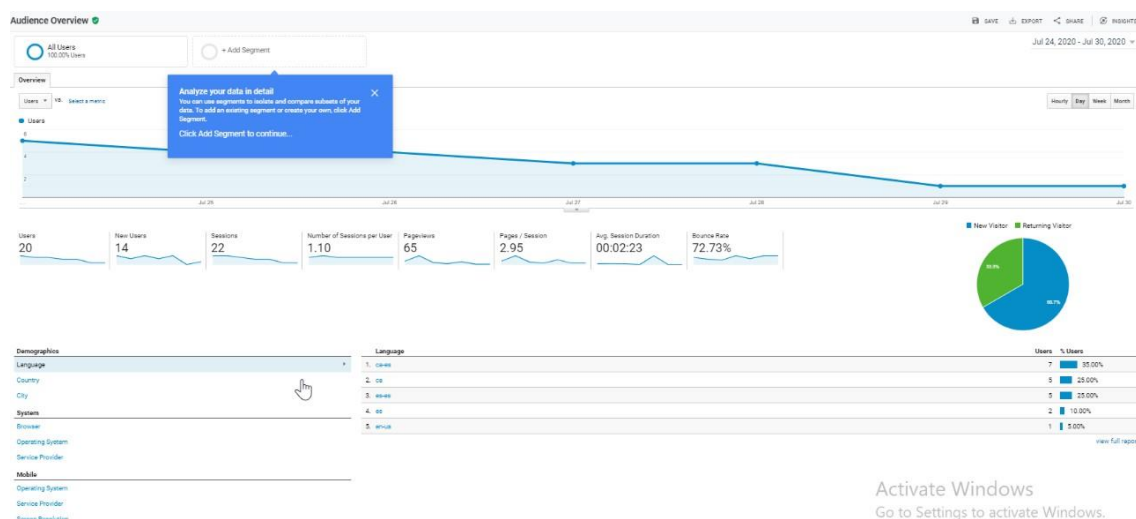 Audience Overview
SAVE EXPORT SHARE INSIGHTS
All Users
100.00% Users
+ Add Segment
Jul 24, 2020 - Jul 30, 2020
Overview
Analyze your data in detail
You can use segments to isolate and compare subsets of your
data. To add an existing segment or create your own, click Add
Segment.
Click Add Segment to continue...
Users VS. Select a metric
Hourly Day Week Month
Users
6
4
2
Jul 25 Jul 26 Jul 27 Jul 28 Jul 29 Jul 30
New Visitor Returning Visitor
Users New Users Sessions Number of Sessions per User Pageviews Pages / Session Avg. Session Duration Bounce Rate
20 14 22 1.10 65 2.95 00:02:23 72.73%
Demographics
Language
Country
City
System
Browser
Operating System
Service Provider
Mobile
Operating System
Service Provider
Screen Resolution
Language Users % Users
1. ca-es 7 35.00%
2. ca 5 25.00%
3. es-es 5 25.00%
4. es 2 10.00%
5. en-us 1 5.00%
view full repor
Activate Windows
Go to Settings to activate Windows.